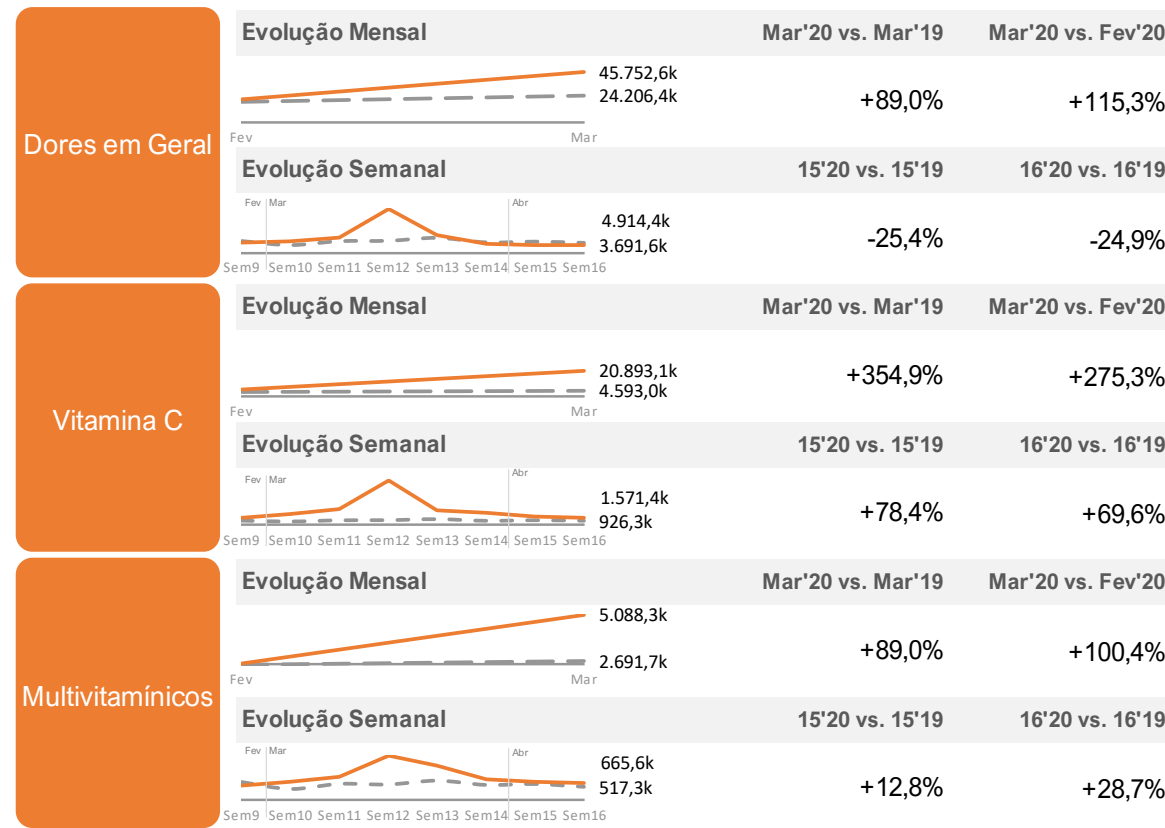 Dores em Geral
Evolução Mensal Mar'20 vs. Mar'19 Mar'20 vs. Fev'20
45.752,6k
24.206,4k
+89,0% +115,3%
Fev Mar
Evolução Semanal 15'20 vs. 15'19 16'20 vs. 16'19
Fev Mar Abr
4.914,4k
3.691,6k
-25,4% -24,9%
Sem9 Sem10 Sem11 Sem12 Sem13 Sem14 Sem15 Sem16
Vitamina C
Evolução Mensal Mar'20 vs. Mar'19 Mar'20 vs. Fev'20
20.893,1k
4.593,0k
+354,9% +275,3%
Fev Mar
Evolução Semanal 15'20 vs. 15'19 16'20 vs. 16'19
Fev Mar Abr
1.571,4k
926,3k
+78,4% +69,6%
Sem9 Sem10 Sem11 Sem12 Sem13 Sem14 Sem15 Sem16
Multivitamínicos
Evolução Mensal Mar'20 vs. Mar'19 Mar'20 vs. Fev'20
5.088,3k
2.691,7k
+89,0% +100,4%
Fev Mar
Evolução Semanal 15'20 vs. 15'19 16'20 vs. 16'19
Fev Mar Abr
665,6k
517,3k
+12,8% +28,7%
Sem9 Sem10 Sem11 Sem12 Sem13 Sem14 Sem15 Sem16